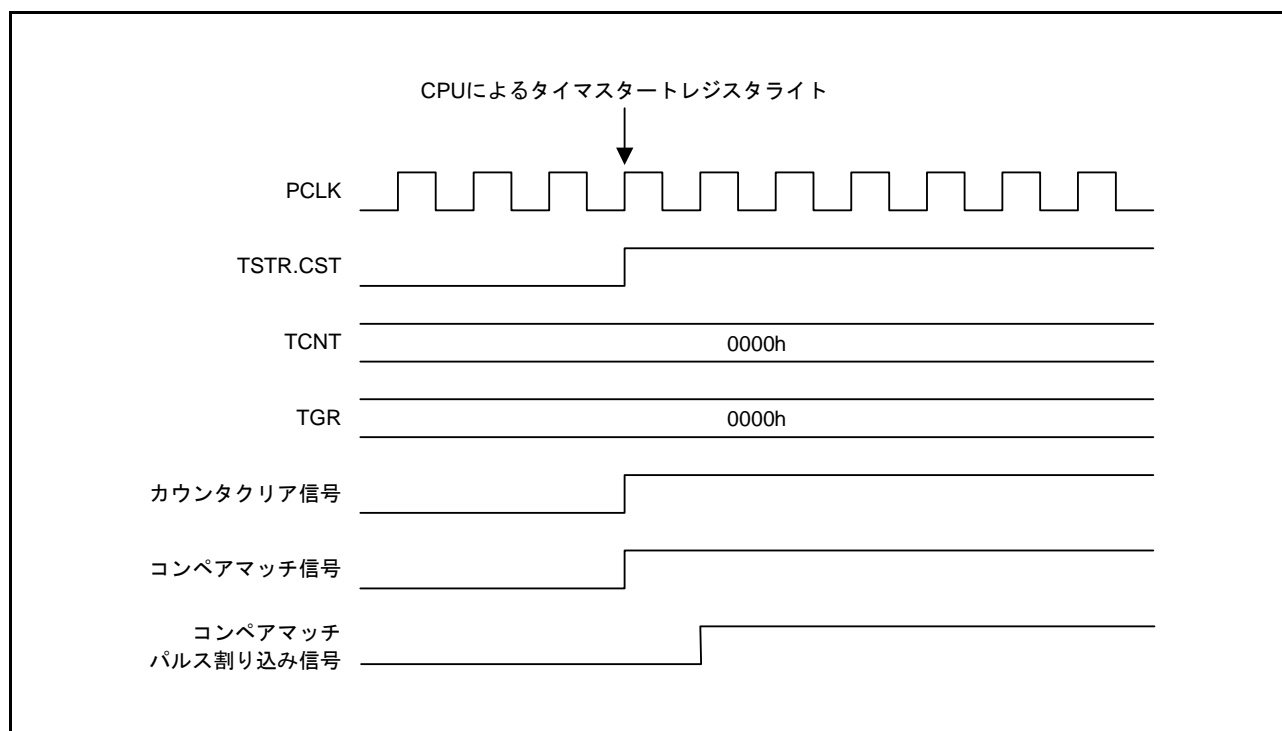 CPUによるタイマスタートレジスタライト
PCLK
TSTR.CST
TCNT
0000h
TGR
0000h
カウンタクリア信号
コンペアマッチ信号
コンペアマッチ
パルス割り込み信号